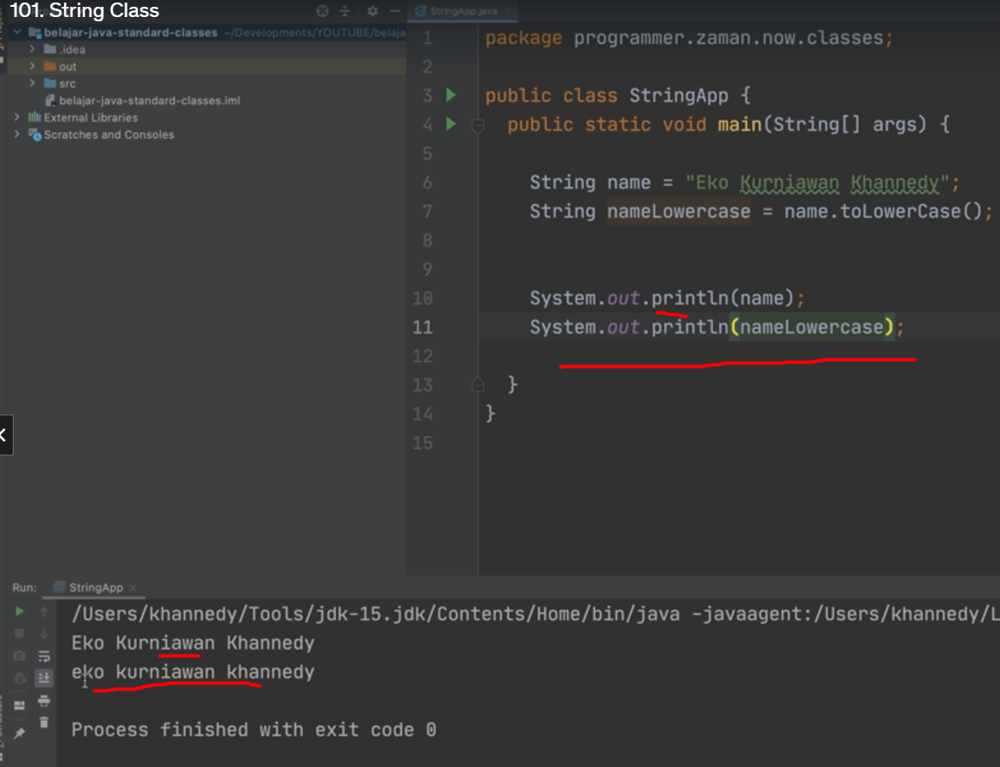 101. String Class
belajar-java-standard-classes ~/Developments/YOUTUBE/belaja
.idea
out
src
belajar-java-standard-classes.iml
External Libraries
Scratches and Consoles
StringApp.java
1 package programmer.zaman.now.classes;
2
3 public class StringApp {
4 public static void main(String[] args) {
5
6 String name = "Eko Kurniawan Khannedy";
7 String nameLowercase = name.toLowerCase();
8
9
10 System.out.println(name);
11 System.out.println(nameLowercase);
12
13 }
14 }
15
Run: StringApp
/Users/khannedy/Tools/jdk-15.jdk/Contents/Home/bin/java -javaagent:/Users/khannedy/L
Eko Kurniawan Khannedy
eko kurniawan khannedy
Process finished with exit code 0